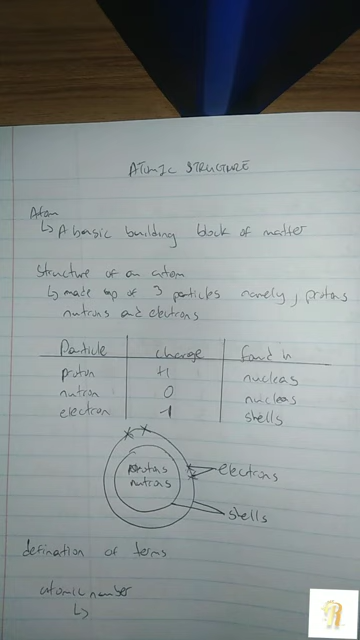 ATOMIC STRUCTURE
Atom
↳ A basic building block of matter
Structure of an atom
↳ made up of 3 particles namely, protons
nutrons and electrons
Particle | charge | found in
proton | +1 | nucleas
nutron | 0 | nucleas
electron | -1 | shells
protons
nutrons
electrons
shells
defination of terms
atomic number
↳